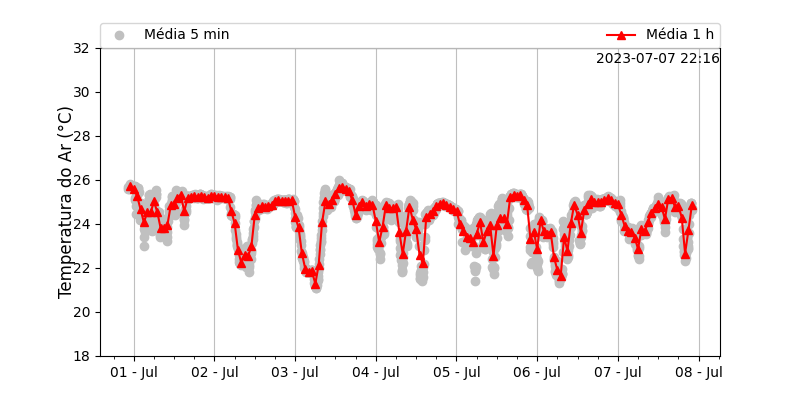 Média 5 min
Média 1 h
2023-07-07 22:16
Temperatura do Ar (°C)
32
30
28
26
24
22
20
18
01 - Jul
02 - Jul
03 - Jul
04 - Jul
05 - Jul
06 - Jul
07 - Jul
08 - Jul